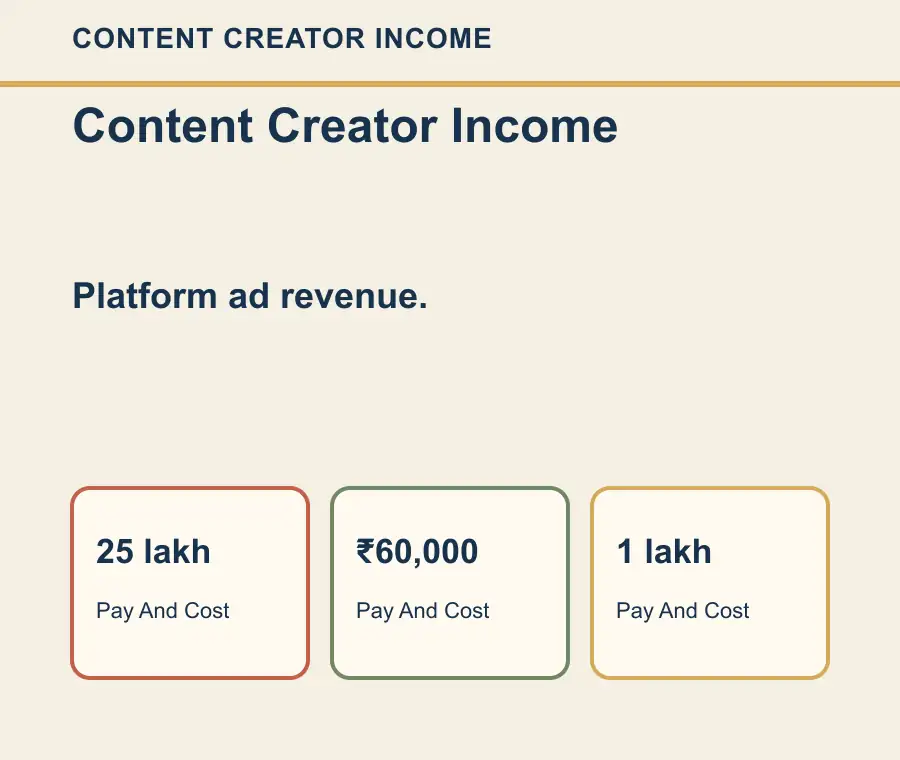 CONTENT CREATOR INCOME
Content Creator Income
Platform ad revenue.
25 lakh
Pay And Cost
₹60,000
Pay And Cost
1 lakh
Pay And Cost